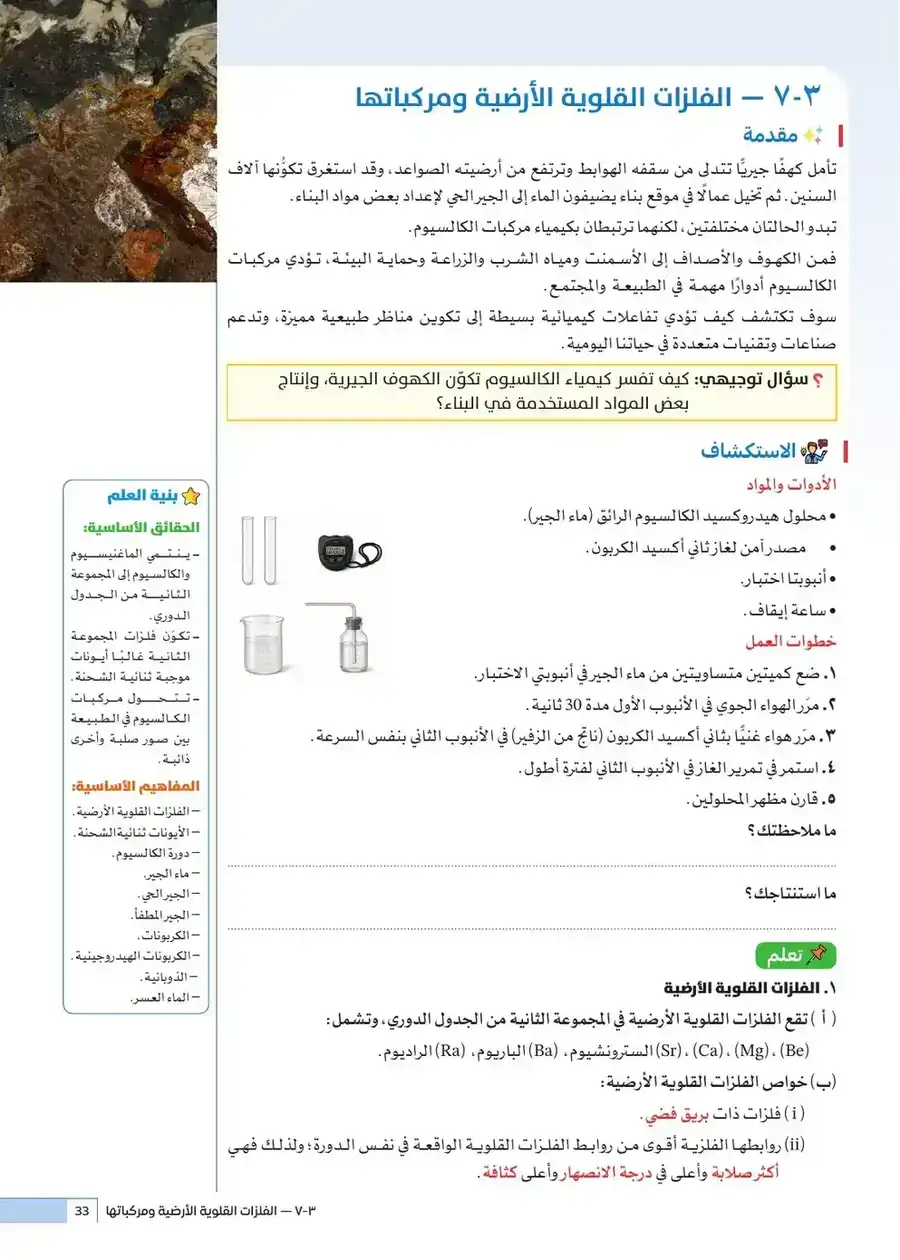 ٣-٧ – الفلزات القلوية الأرضية ومركباتها
مقدمة
تأمل كهفًا جيريًّا تتدلى من سقفه الهوابط وترتفع من أرضيته الصواعد، وقد استغرق تكوُّنها آلاف
السنين. ثم تخيل عمالًا في موقع بناء يضيفون الماء إلى الجير الحي لإعداد بعض مواد البناء.
تبدو الحالتان مختلفتين، لكنهما ترتبطان بكيمياء مركبات الكالسيوم.
فمن الكهوف والأصداف إلى الأسمنت ومياه الشرب والزراعة وحماية البيئة، تؤدي مركبات
الكالسيوم أدوارًا مهمة في الطبيعة والمجتمع.
سوف تكتشف كيف تؤدي تفاعلات كيميائية بسيطة إلى تكوين مناظر طبيعية مميزة، وتدعم
صناعات وتقنيات متعددة في حياتنا اليومية.
؟ سؤال توجيهي: كيف تفسر كيمياء الكالسيوم تكوّن الكهوف الجيرية، وإنتاج
بعض المواد المستخدمة في البناء؟
الاستكشاف
الأدوات والمواد
• محلول هيدروكسيد الكالسيوم الرائق (ماء الجير).
• مصدر آمن لغاز ثاني أكسيد الكربون.
• أنبوبتا اختبار.
• ساعة إيقاف.
خطوات العمل
١. ضع كميتين متساويتين من ماء الجير في أنبوبتي الاختبار.
٢. مرّر الهواء الجوي في الأنبوب الأول مدة 30 ثانية.
٣. مرّر هواء غنيًّا بثاني أكسيد الكربون (ناتج من الزفير) في الأنبوب الثاني بنفس السرعة.
٤. استمر في تمرير الغاز في الأنبوب الثاني لفترة أطول.
٥. قارن مظهر المحلولين.
ما ملاحظتك؟
ما استنتاجك؟
تعلم
١. الفلزات القلوية الأرضية
( أ ) تقع الفلزات القلوية الأرضية في المجموعة الثانية من الجدول الدوري، وتشمل:
(Be)، (Mg)، (Ca)، (Sr) السترونشيوم، (Ba) الباريوم، (Ra) الراديوم.
(ب) خواص الفلزات القلوية الأرضية:
(i) فلزات ذات بريق فضي.
(ii) روابطها الفلزية أقوى من روابط الفلزات القلوية الواقعة في نفس الدورة؛ ولذلك فهي
أكثر صلابة وأعلى في درجة الانصهار وأعلى كثافة.
بنية العلم
الحقائق الأساسية:
- ينتمي الماغنيسيوم
والكالسيوم إلى المجموعة
الثانية من الجدول
الدوري.
- تكوّن فلزات المجموعة
الثانية غالبًا أيونات
موجبة ثنائية الشحنة.
- تتحول مركبات
الكالسيوم في الطبيعة
بين صور صلبة وأخرى
ذائبة.
المفاهيم الأساسية:
– الفلزات القلوية الأرضية.
– الأيونات ثنائية الشحنة.
– دورة الكالسيوم.
– ماء الجير.
– الجير الحي.
– الجير المطفأ.
– الكربونات.
– الكربونات الهيدروجينية.
– الذوبانية.
– الماء العسر.
٣-٧ – الفلزات القلوية الأرضية ومركباتها
33